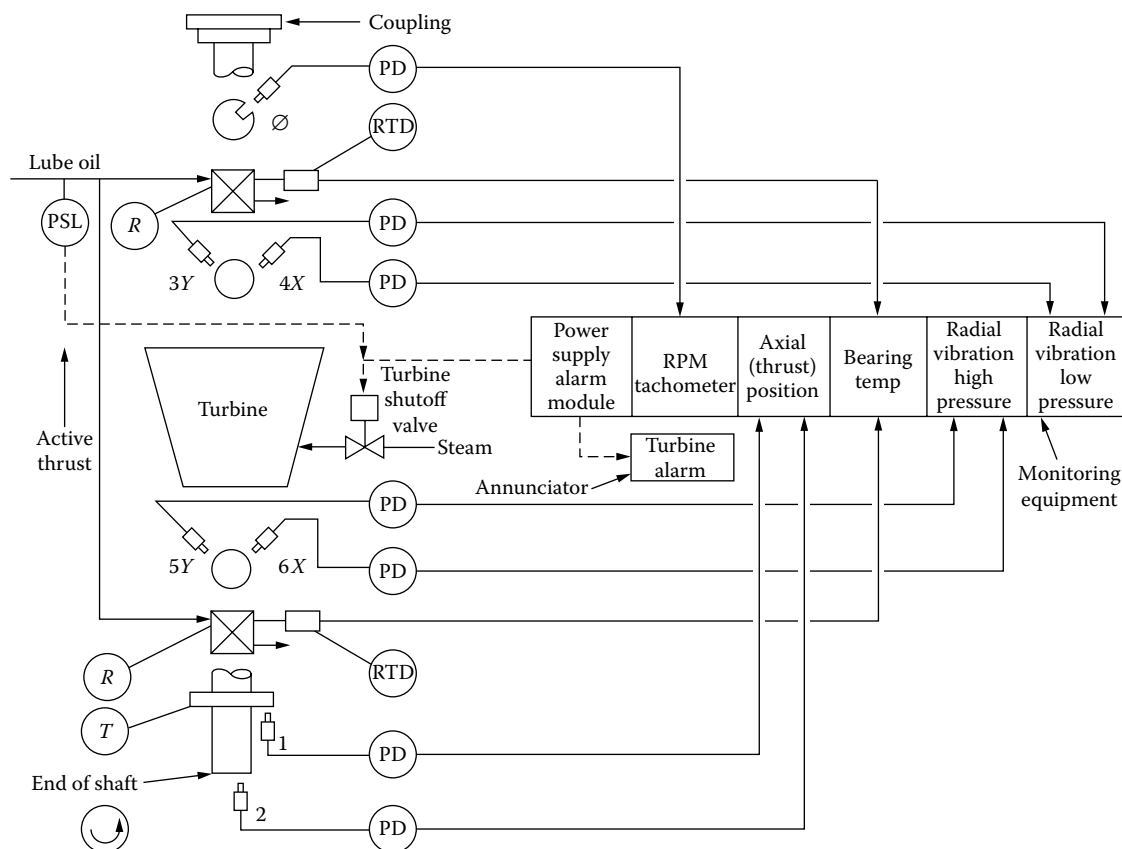 Coupling
PD
Ø
RTD
Lube oil
PSL
R
PD
3Y
4X
PD
Power
supply
alarm
module
RPM
tachometer
Axial
(thrust)
position
Bearing
temp
Radial
vibration
high
pressure
Radial
vibration
low
pressure
Turbine
Turbine
shutoff
valve
Steam
Active
thrust
Turbine
alarm
Annunciator
Monitoring
equipment
PD
5Y
6X
PD
R
RTD
T
1
PD
End of shaft
2
PD